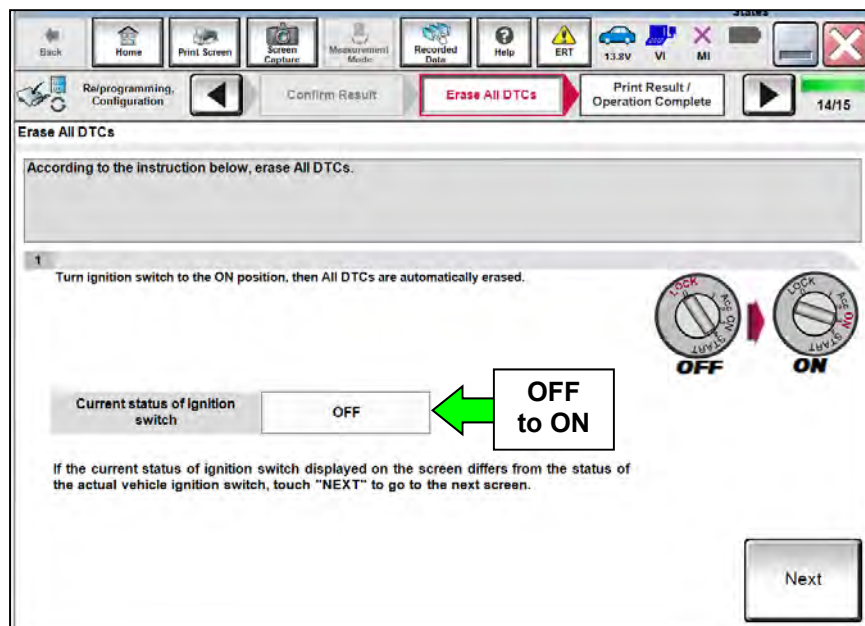 Back
Home
Print Screen
Screen
Capture
Measurement
Mode
Recorded
Data
Help
ERT
13.8V
VI
MI
Re/programming,
Configuration
Confirm Result
Erase All DTCs
Print Result /
Operation Complete
14/15
Erase All DTCs
According to the instruction below, erase All DTCs.
1
Turn ignition switch to the ON position, then All DTCs are automatically erased.
LOCK
Acc
ON
START
OFF
LOCK
Acc
ON
START
ON
Current status of ignition
switch
OFF
OFF
to ON
If the current status of ignition switch displayed on the screen differs from the status of
the actual vehicle ignition switch, touch "NEXT" to go to the next screen.
Next